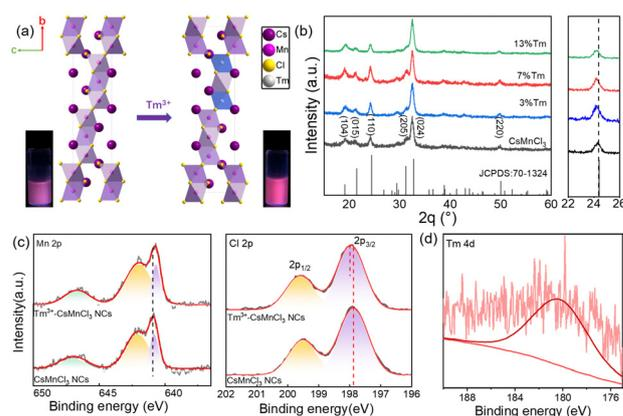 (a)
b
c
Cs
Mn
Cl
Tm
Tm³⁺
(b)
Intensity (a.u.)
13%Tm
7%Tm
3%Tm
(104)
(015)
(110)
(205)
(024)
(220)
CsMnCl₃
JCPDS:70-1324
20 30 40 50 60
2q (°)
22 24 26
(c)
Intensity(a.u.)
Mn 2p
Tm³⁺-CsMnCl₃ NCs
CsMnCl₃ NCs
650 645 640
Binding energy (eV)
Cl 2p
2p₁/₂
2p₃/₂
Tm³⁺-CsMnCl₃ NCs
CsMnCl₃ NCs
202 201 200 199 198 197 196
Binding energy(eV)
(d)
Tm 4d
188 184 180 176
Binding energy (eV)